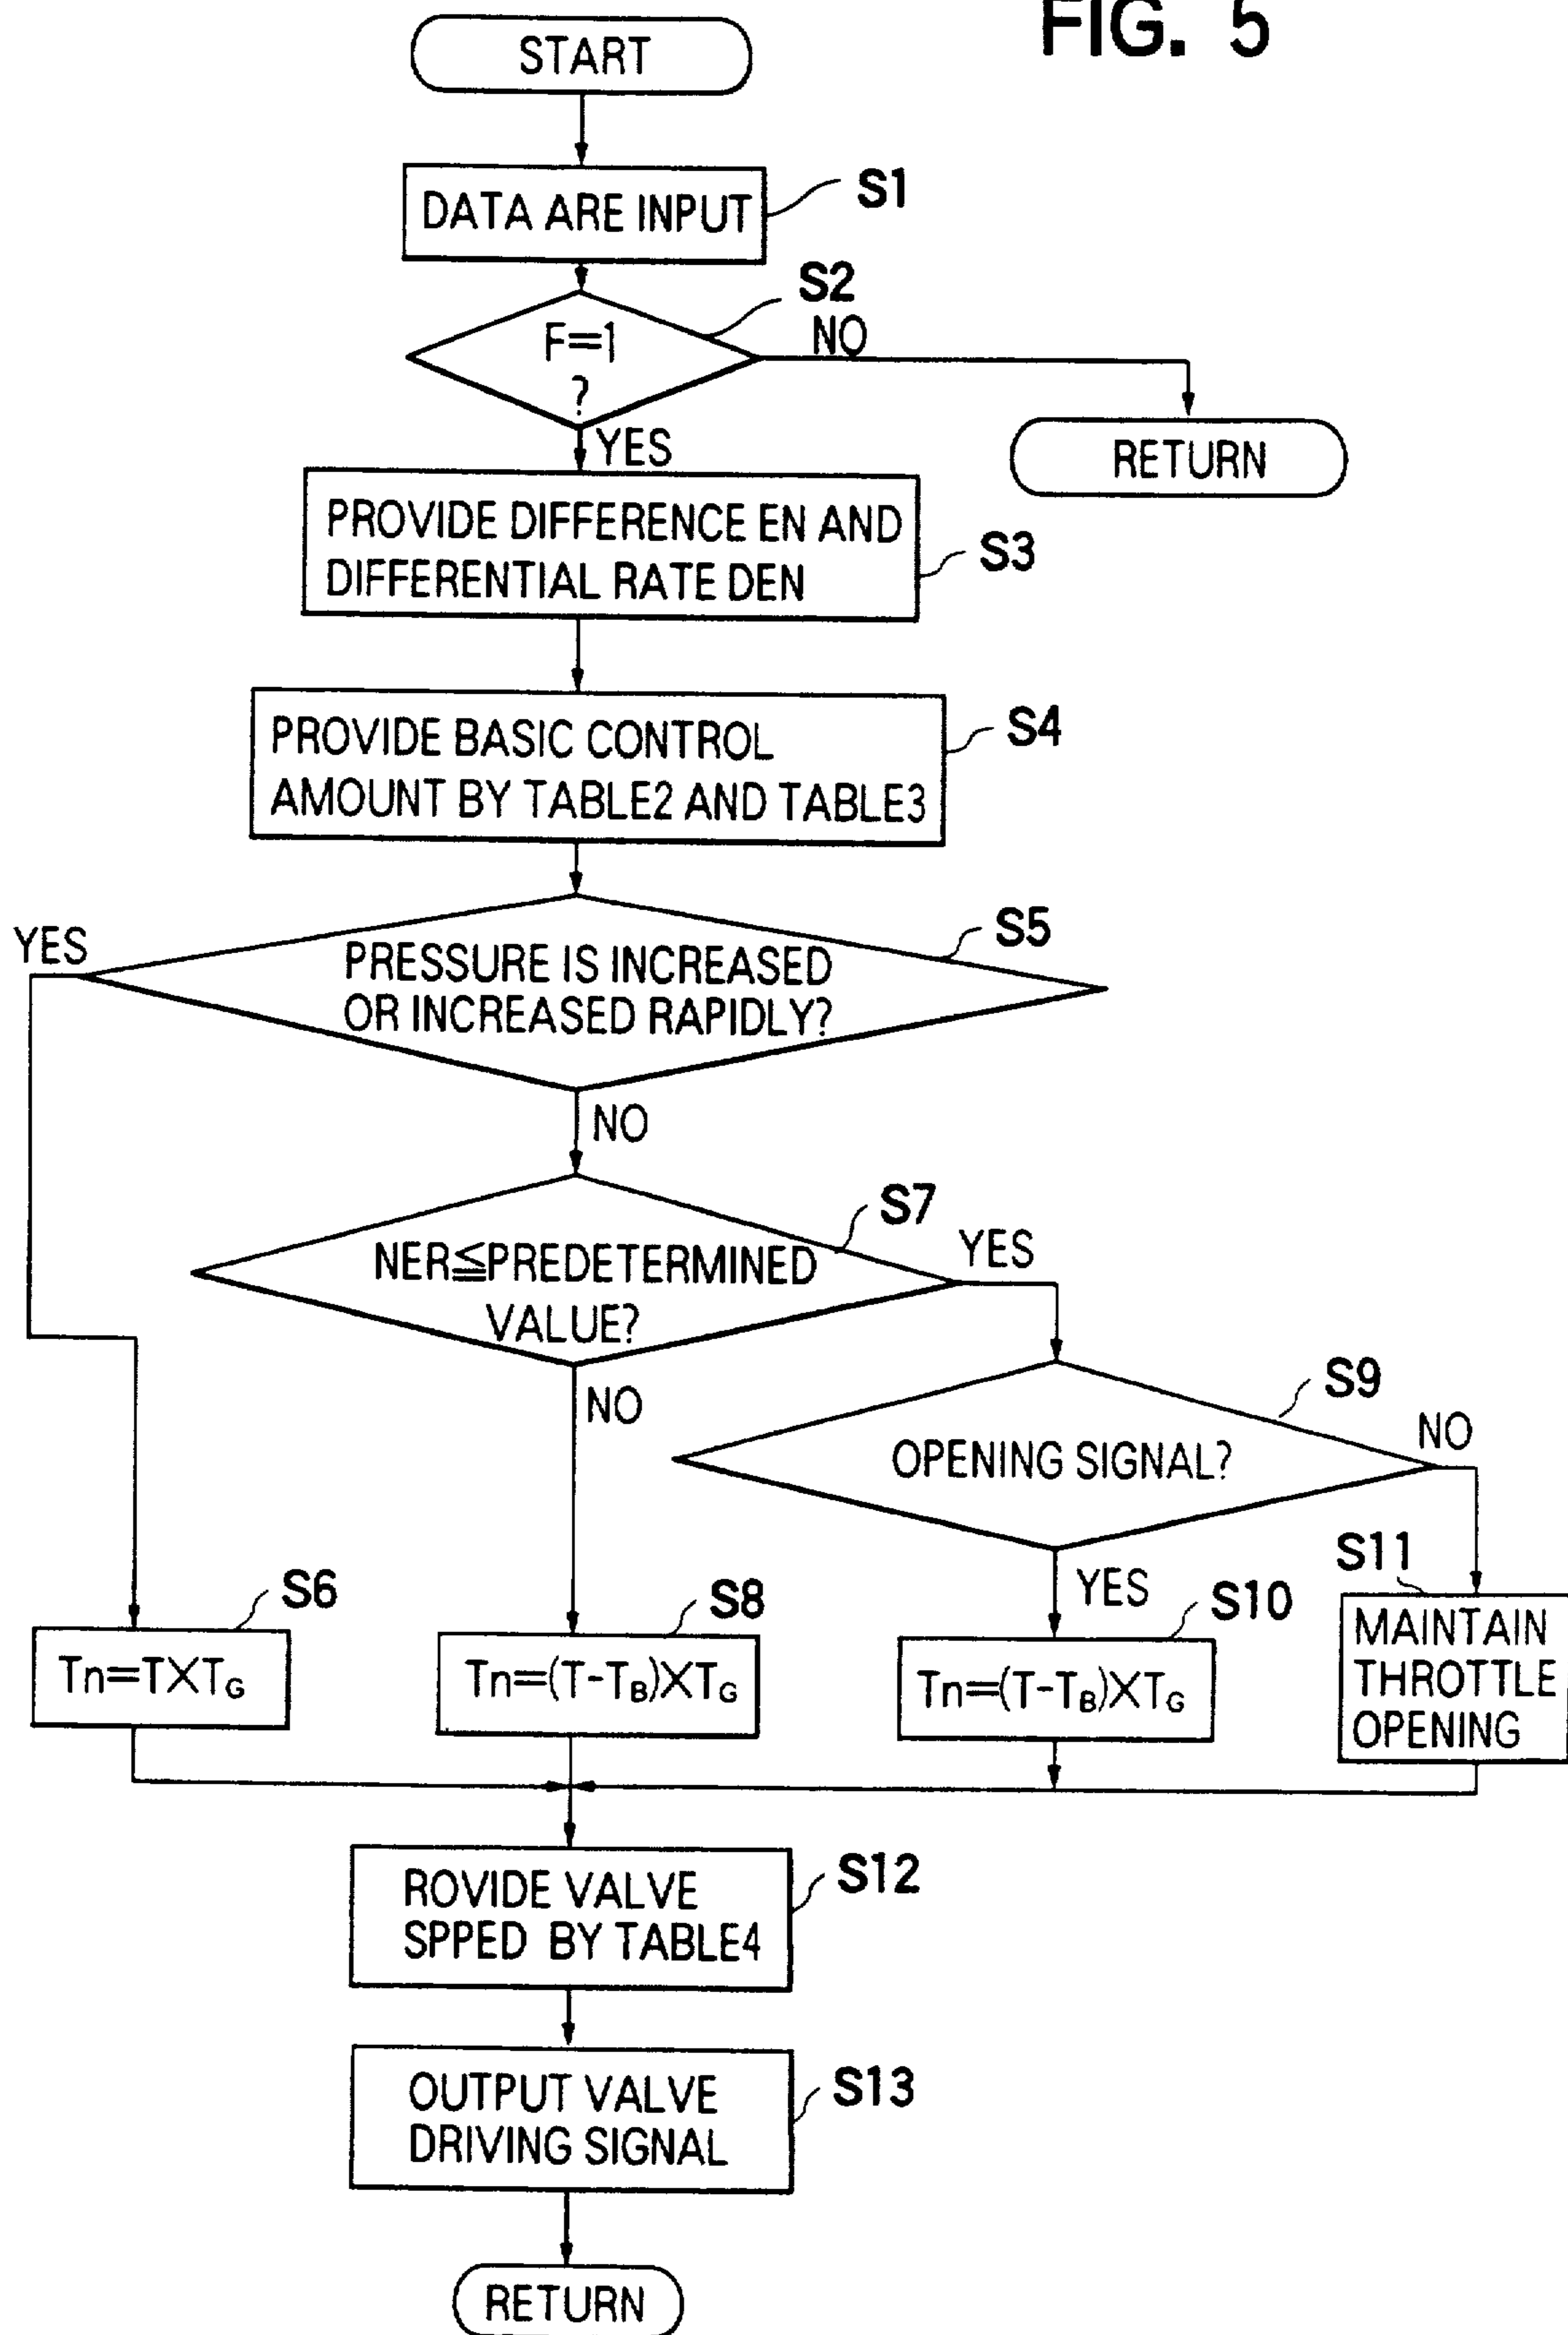 FIG. 5
START
DATA ARE INPUT
S1
S2
F=1
?
NO
YES
RETURN
PROVIDE DIFFERENCE EN AND
DIFFERENTIAL RATE DEN
S3
PROVIDE BASIC CONTROL
AMOUNT BY TABLE2 AND TABLE3
S4
YES
PRESSURE IS INCREASED
OR INCREASED RAPIDLY?
S5
NO
S7
NER≦PREDETERMINED
VALUE?
YES
NO
S9
OPENING SIGNAL?
NO
YES
S6
Tn=T×TG
S8
Tn=(T-TB)×TG
S10
Tn=(T-TB)×TG
S11
MAINTAIN
THROTTLE
OPENING
ROVIDE VALVE
SPPED BY TABLE4
S12
OUTPUT VALVE
DRIVING SIGNAL
S13
RETURN